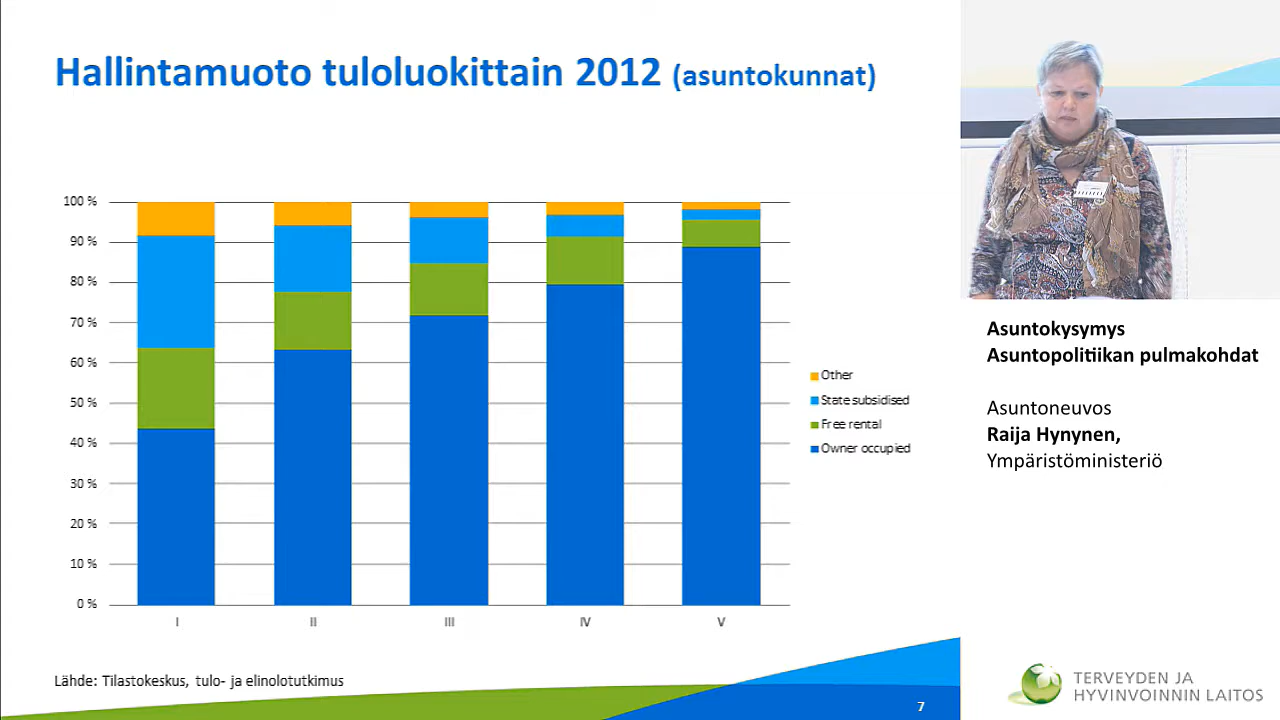 Hallintamuoto tuloluokittain 2012 (asuntokunnat)
100 %
90 %
80 %
70 %
60 %
50 %
40 %
30 %
20 %
10 %
0 %
I
II
III
IV
V
Other
State subsidised
Free rental
Owner occupied
Lähde: Tilastokeskus, tulo- ja elinolotutkimus
7
Asuntokysymys
Asuntopolitiikan pulmakohdat
Asuntoneuvos
Raija Hynynen,
Ympäristöministeriö
TERVEYDEN JA
HYVINVOINNIN LAITOS